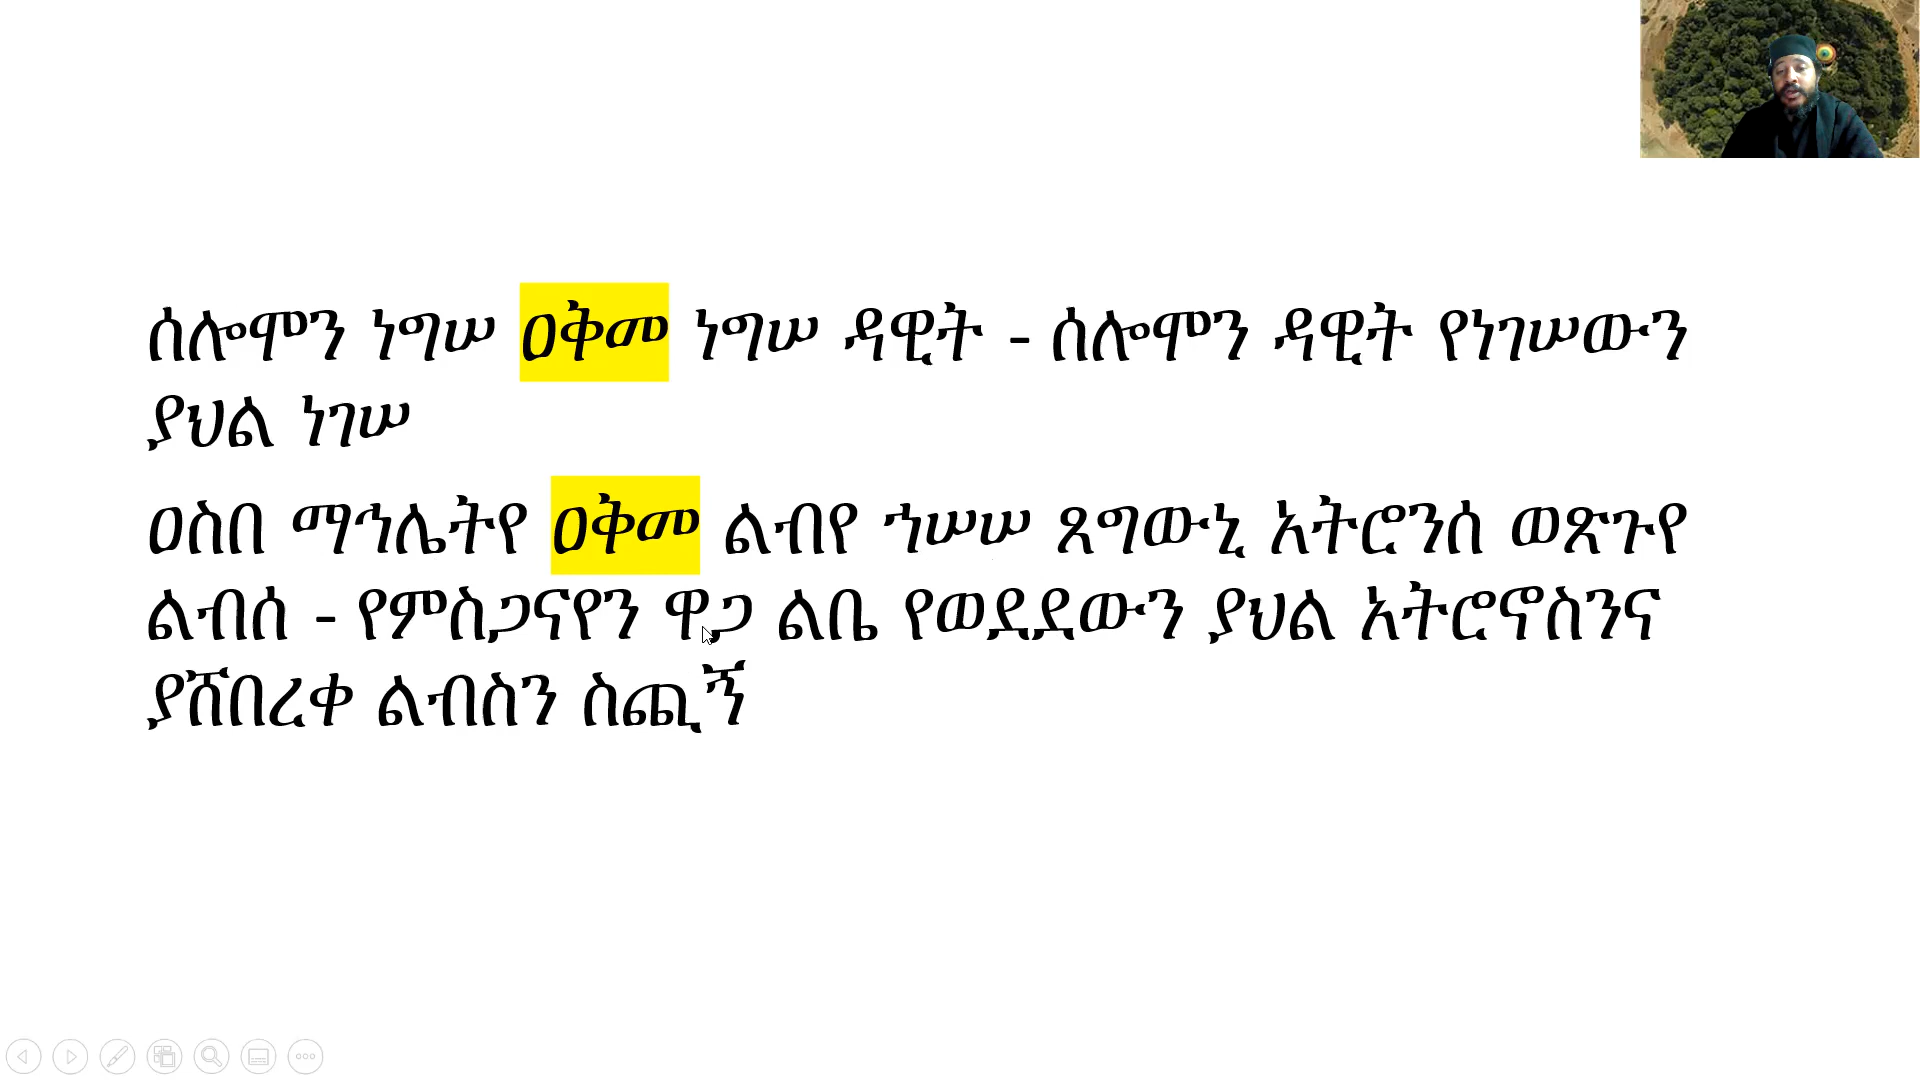 ሰሎሞን ነግሠ ዐቅመ ነግሠ ዳዊት - ሰሎሞን ዳዊት የነገሠውን
ያህል ነገሠ
ዐስበ ማኅሌትየ ዐቅመ ልብየ ኀሠሠ ጸግውኒ አትሮንሰ ወጽጉየ
ልብሰ - የምስጋናየን ዋጋ ልቤ የወደደውን ያህል አትሮኖስንና
ያሸበረቀ ልብስን ስጪኝ